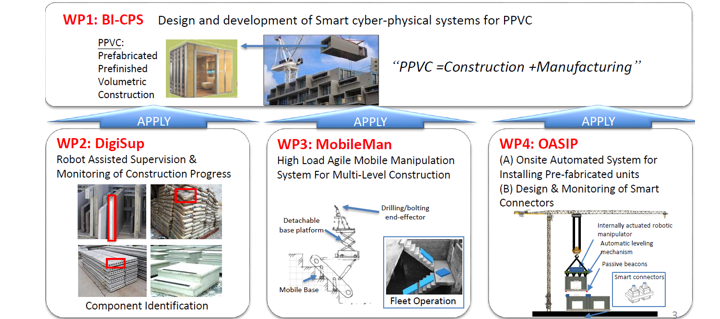 WP1: BI-CPS Design and development of Smart cyber-physical systems for PPVC
PPVC:
Prefabricated
Prefinished
Volumetric
Construction
“PPVC =Construction +Manufacturing”
APPLY
APPLY
APPLY
WP2: DigiSup
Robot Assisted Supervision &
Monitoring of Construction Progress
Component Identification
WP3: MobileMan
High Load Agile Mobile Manipulation
System For Multi-Level Construction
Drilling/bolting
end-effector
Detachable
base platform
Mobile Base
Fleet Operation
WP4: OASIP
(A) Onsite Automated System for
Installing Pre-fabricated units
(B) Design & Monitoring of Smart
Connectors
Internally actuated robotic
manipulator
Automatic leveling
mechanism
Passive beacons
Smart connectors
3